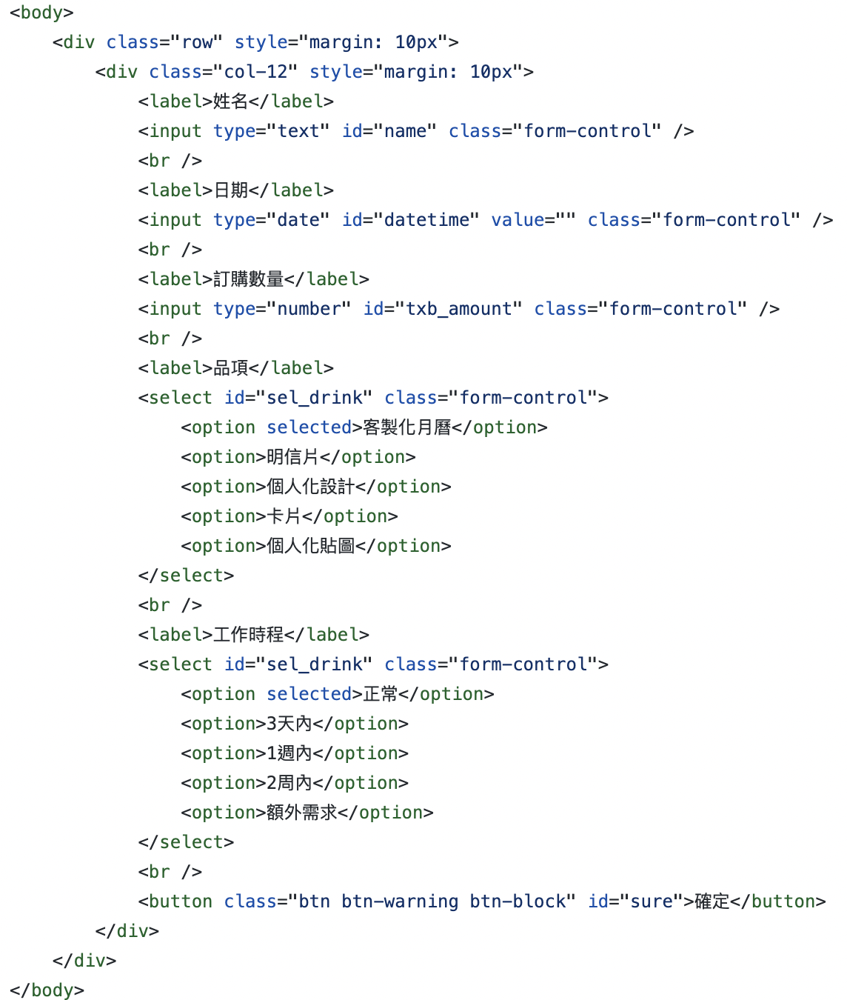 <body>
<div class="row" style="margin: 10px">
<div class="col-12" style="margin: 10px">
<label>姓名</label>
<input type="text" id="name" class="form-control" />
<br />
<label>日期</label>
<input type="date" id="datetime" value="" class="form-control" />
<br />
<label>訂購數量</label>
<input type="number" id="txb_amount" class="form-control" />
<br />
<label>品項</label>
<select id="sel_drink" class="form-control">
<option selected>客製化月曆</option>
<option>明信片</option>
<option>個人化設計</option>
<option>卡片</option>
<option>個人化貼圖</option>
</select>
<br />
<label>工作時程</label>
<select id="sel_drink" class="form-control">
<option selected>正常</option>
<option>3天內</option>
<option>1週內</option>
<option>2周內</option>
<option>額外需求</option>
</select>
<br />
<button class="btn btn-warning btn-block" id="sure">確定</button>
</div>
</div>
</body>